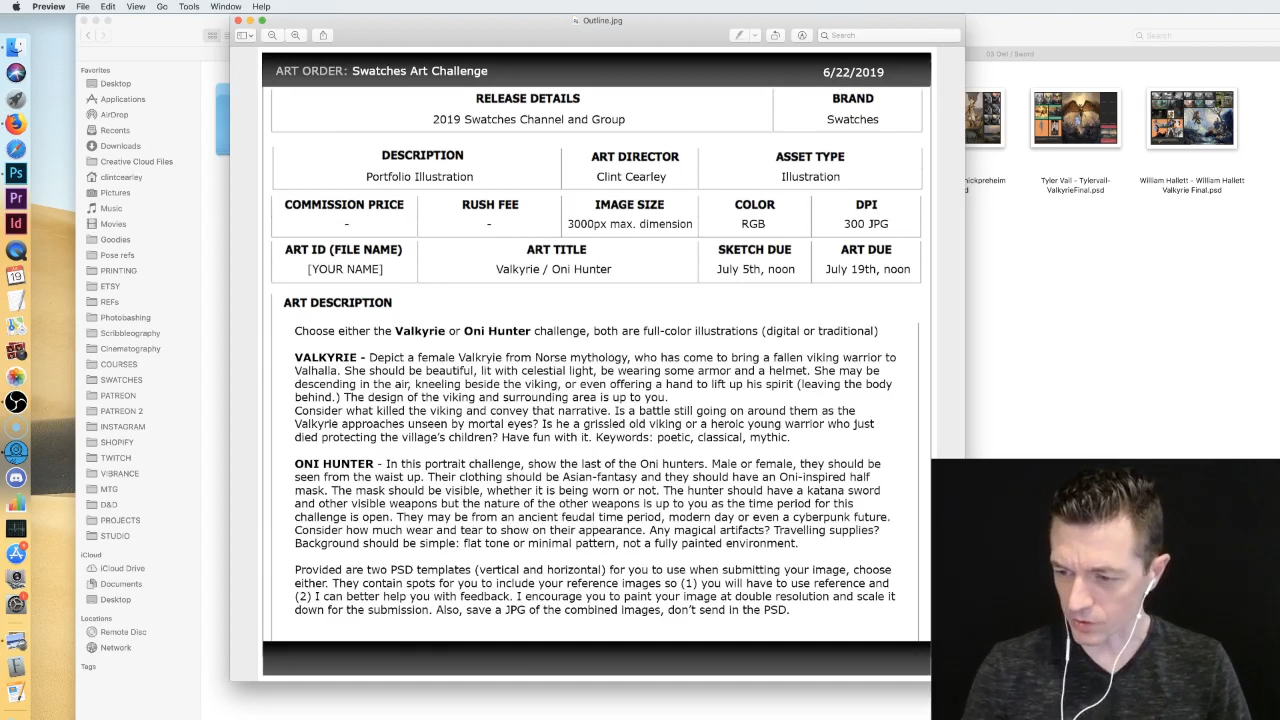 Preview File Edit View Go Tools Window Help
Outline.jpg
Search
Search
03 Owl / Sword
Favorites
Desktop
Applications
AirDrop
Recents
Downloads
Creative Cloud Files
clintcearley
Pictures
Music
Movies
Goodies
Pose refs
PRINTING
ETSY
REFs
Photobashing
Scribbleography
Cinematography
COURSES
SWATCHES
PATREON
PATREON 2
INSTAGRAM
SHOPIFY
TWITCH
VIBRANCE
MTG
D&D
PROJECTS
STUDIO
iCloud
iCloud Drive
Documents
Desktop
Locations
Remote Disc
Network
Tags
ART ORDER: Swatches Art Challenge 6/22/2019
RELEASE DETAILS BRAND
2019 Swatches Channel and Group Swatches
DESCRIPTION ART DIRECTOR ASSET TYPE
Portfolio Illustration Clint Cearley Illustration
COMMISSION PRICE RUSH FEE IMAGE SIZE COLOR DPI
- - 3000px max. dimension RGB 300 JPG
ART ID (FILE NAME) ART TITLE SKETCH DUE ART DUE
[YOUR NAME] Valkyrie / Oni Hunter July 5th, noon July 19th, noon
ART DESCRIPTION
Choose either the Valkyrie or Oni Hunter challenge, both are full-color illustrations (digital or traditional)
VALKYRIE - Depict a female Valkryie from Norse mythology, who has come to bring a fallen viking warrior to
Valhalla. She should be beautiful, lit with celestial light, be wearing some armor and a helmet. She may be
descending in the air, kneeling beside the viking, or even offering a hand to lift up his spirit (leaving the body
behind.) The design of the viking and surrounding area is up to you.
Consider what killed the viking and convey that narrative. Is a battle still going on around them as the
Valkyrie approaches unseen by mortal eyes? Is he a grissled old viking or a heroic young warrior who just
died protecting the village's children? Have fun with it. Keywords: poetic, classical, mythic.
ONI HUNTER - In this portrait challenge, show the last of the Oni hunters. Male or female, they should be
seen from the waist up. Their clothing should be Asian-fantasy and they should have an Oni-inspired half
mask. The mask should be visible, whether it is being worn or not. The hunter should have a katana sword
and other visible weapons but the nature of the other weapons is up to you as the time period for this
challenge is open. They may be from an ancient feudal time period, modern day or even a cyberpunk future.
Consider how much wear and tear to show on their appearance. Any magical artifacts? Travelling supplies?
Background should be simple: flat tone or minimal pattern, not a fully painted environment.
Provided are two PSD templates (vertical and horizontal) for you to use when submitting your image, choose
either. They contain spots for you to include your reference images so (1) you will have to use reference and
(2) I can better help you with feedback. I encourage you to paint your image at double resolution and scale it
down for the submission. Also, save a JPG of the combined images, don't send in the PSD.
Tyler Vail - Tylervail-
ValkyrieFinal.psd
William Hallett - William Hallett
Valkyrie Final.psd